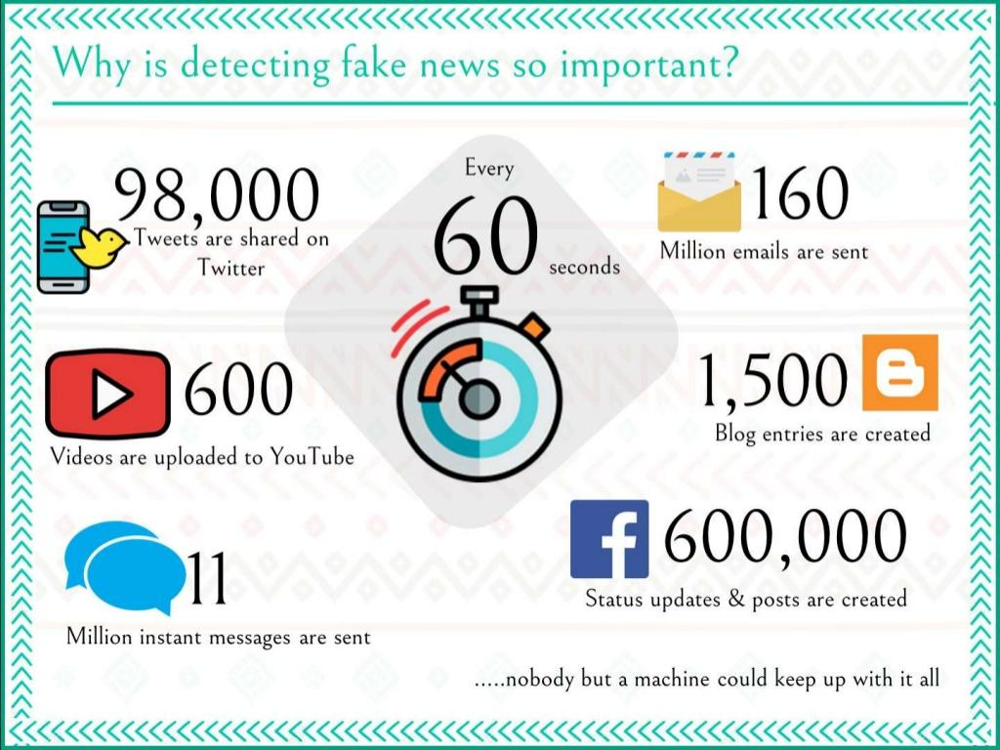 Why is detecting fake news so important?
98,000
Tweets are shared on
Twitter
Every
60
seconds
160
Million emails are sent
600
Videos are uploaded to YouTube
1,500
Blog entries are created
11
Million instant messages are sent
600,000
Status updates & posts are created
.....nobody but a machine could keep up with it all